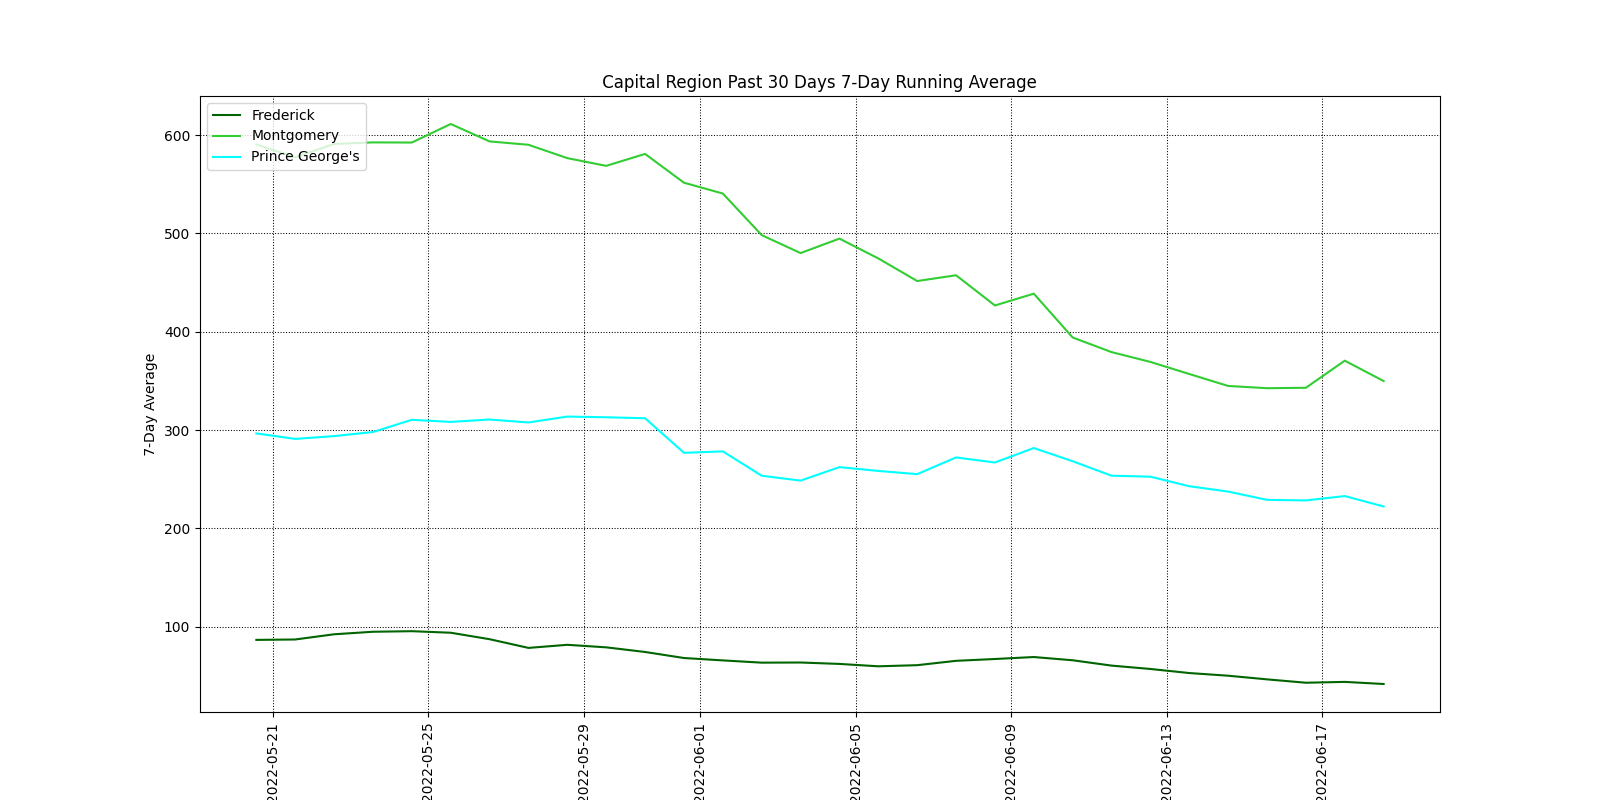 Capital Region Past 30 Days 7-Day Running Average
Frederick
Montgomery
Prince George's
600
500
400
300
200
100
7-Day Average
2022-05-21
2022-05-25
2022-05-29
2022-06-01
2022-06-05
2022-06-09
2022-06-13
2022-06-17